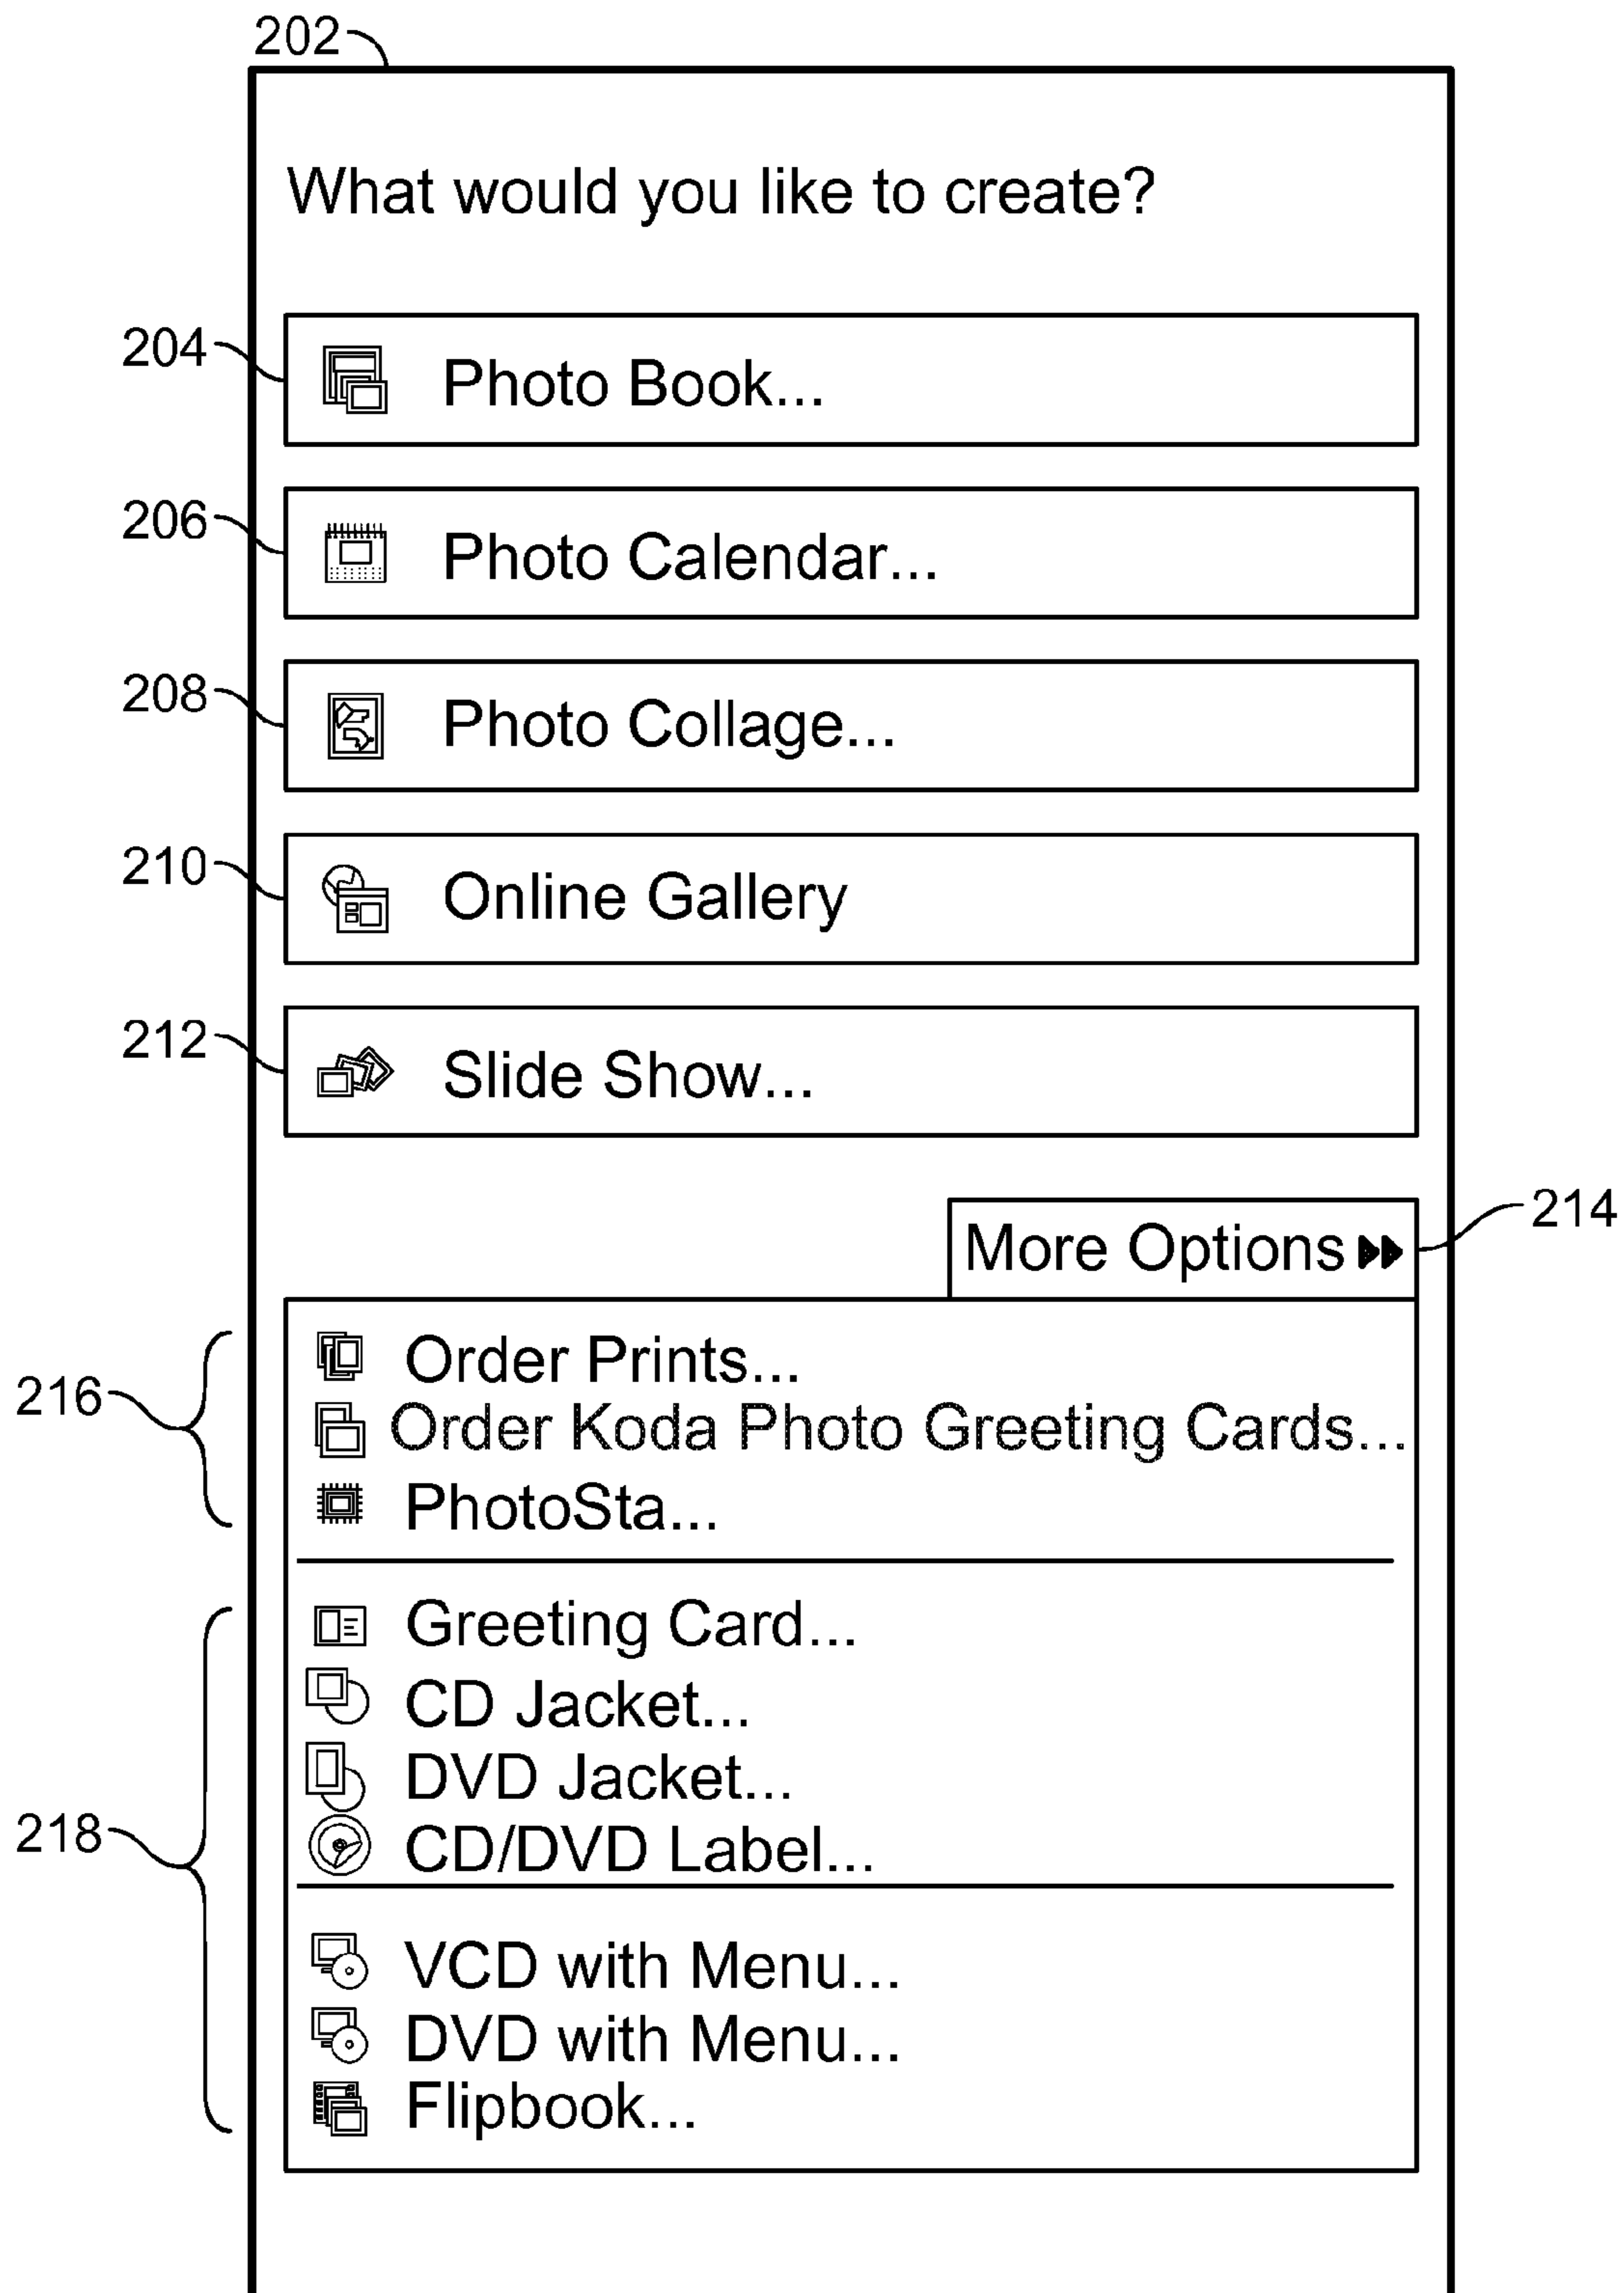 202
What would you like to create?
204 Photo Book...
206 Photo Calendar...
208 Photo Collage...
210 Online Gallery
212 Slide Show...
More Options 214
Order Prints...
216 Order Koda Photo Greeting Cards...
PhotoSta...
Greeting Card...
CD Jacket...
DVD Jacket...
218 CD/DVD Label...
VCD with Menu...
DVD with Menu...
Flipbook...